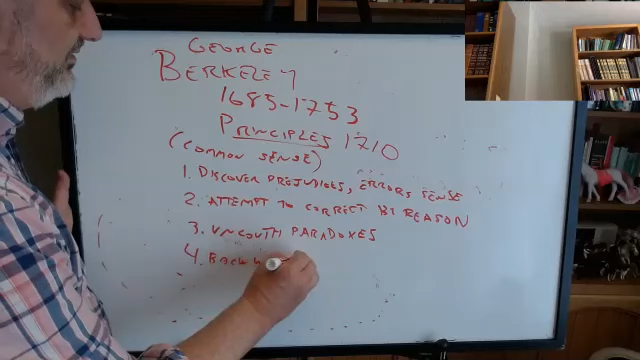 GEORGE
BERKELEY
1685-1753
PRINCIPLES 1710
(COMMON SENSE)
1. DISCOVER PREJUDICES, ERRORS SENSE
2. ATTEMPT TO CORRECT BY REASON
3. UNCOUTH PARADOXES
4. BACK